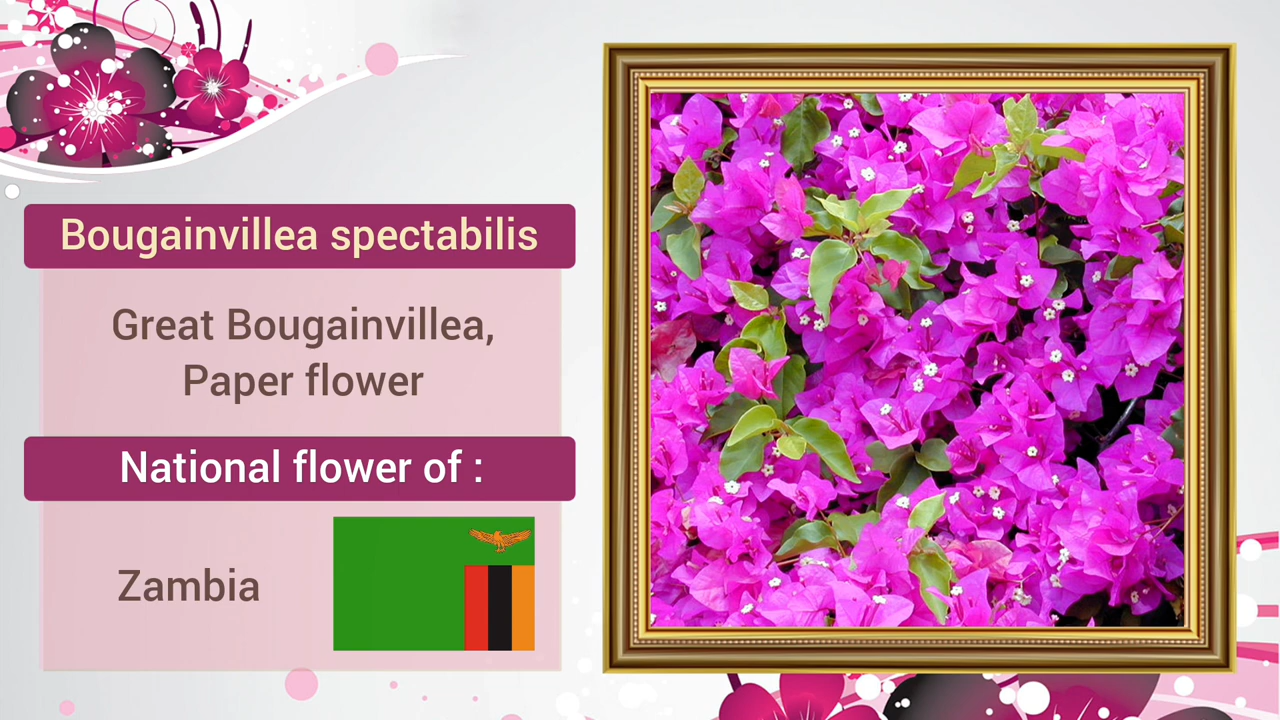 Bougainvillea spectabilis
Great Bougainvillea,
Paper flower
National flower of :
Zambia